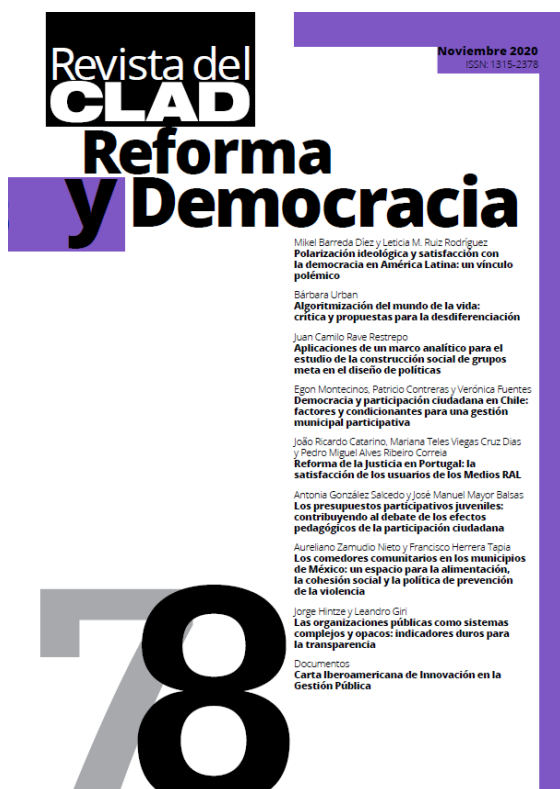 Revista del
CLAD
Noviembre 2020
ISSN: 1315-2378
Reforma
y Democracia
Mikel Barreda Díez y Leticia M. Ruiz Rodríguez
Polarización ideológica y satisfacción con
la democracia en América Latina: un vínculo
polémico
Bárbara Urban
Algoritmización del mundo de la vida:
crítica y propuestas para la desdiferenciación
Juan Camilo Rave Restrepo
Aplicaciones de un marco analítico para el
estudio de la construcción social de grupos
meta en el diseño de políticas
Egon Montecinos, Patricio Contreras y Verónica Fuentes
Democracia y participación ciudadana en Chile:
factores y condicionantes para una gestión
municipal participativa
João Ricardo Catarino, Mariana Teles Viegas Cruz Dias
y Pedro Miguel Alves Ribeiro Correia
Reforma de la Justicia en Portugal: la
satisfacción de los usuarios de los Medios RAL
Antonia González Salcedo y José Manuel Mayor Balsas
Los presupuestos participativos juveniles:
contribuyendo al debate de los efectos
pedagógicos de la participación ciudadana
Aureliano Zamudio Nieto y Francisco Herrera Tapia
Los comedores comunitarios en los municipios
de México: un espacio para la alimentación,
la cohesión social y la política de prevención
de la violencia
Jorge Hintze y Leandro Giri
Las organizaciones públicas como sistemas
complejos y opacos: indicadores duros para
la transparencia
Documentos
Carta Iberoamericana de Innovación en la
Gestión Pública
78